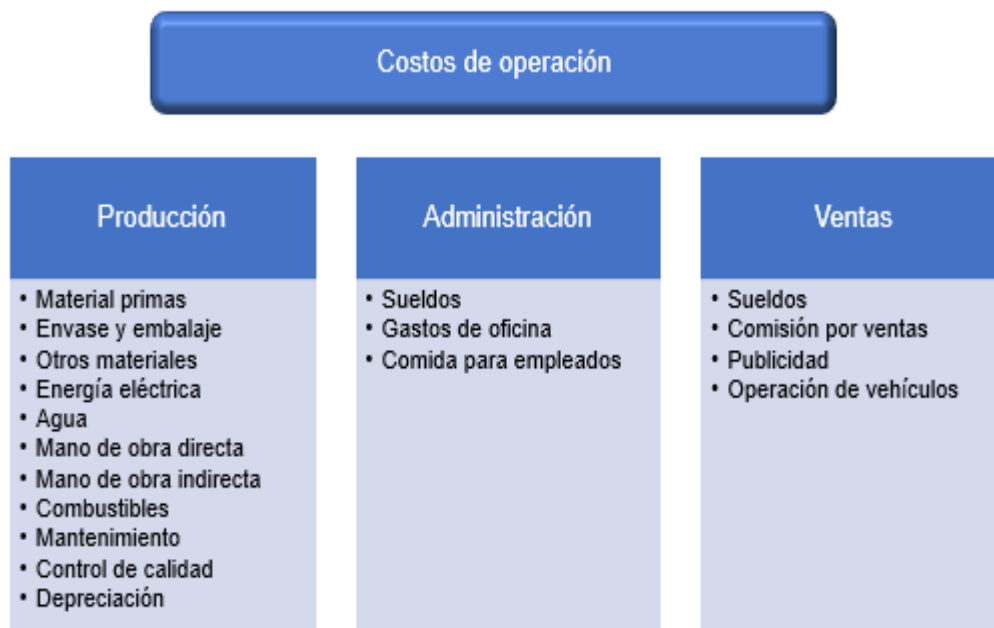 Costos de operación
Producción
• Material primas
• Envase y embalaje
• Otros materiales
• Energía eléctrica
• Agua
• Mano de obra directa
• Mano de obra indirecta
• Combustibles
• Mantenimiento
• Control de calidad
• Depreciación
Administración
• Sueldos
• Gastos de oficina
• Comida para empleados
Ventas
• Sueldos
• Comisión por ventas
• Publicidad
• Operación de vehículos